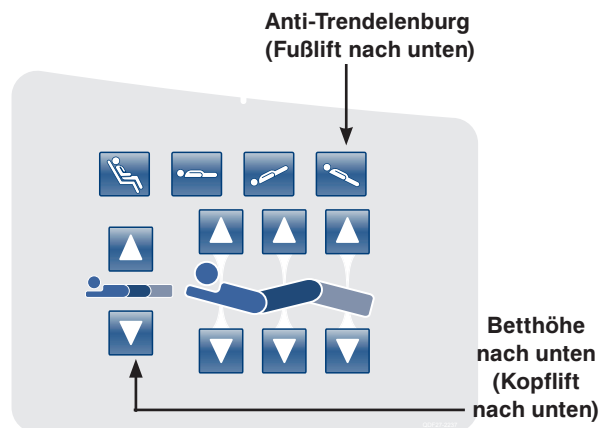 Anti-Trendelenburg
(Fußlift nach unten)
Betthöhe
nach unten
(Kopflift
nach unten)